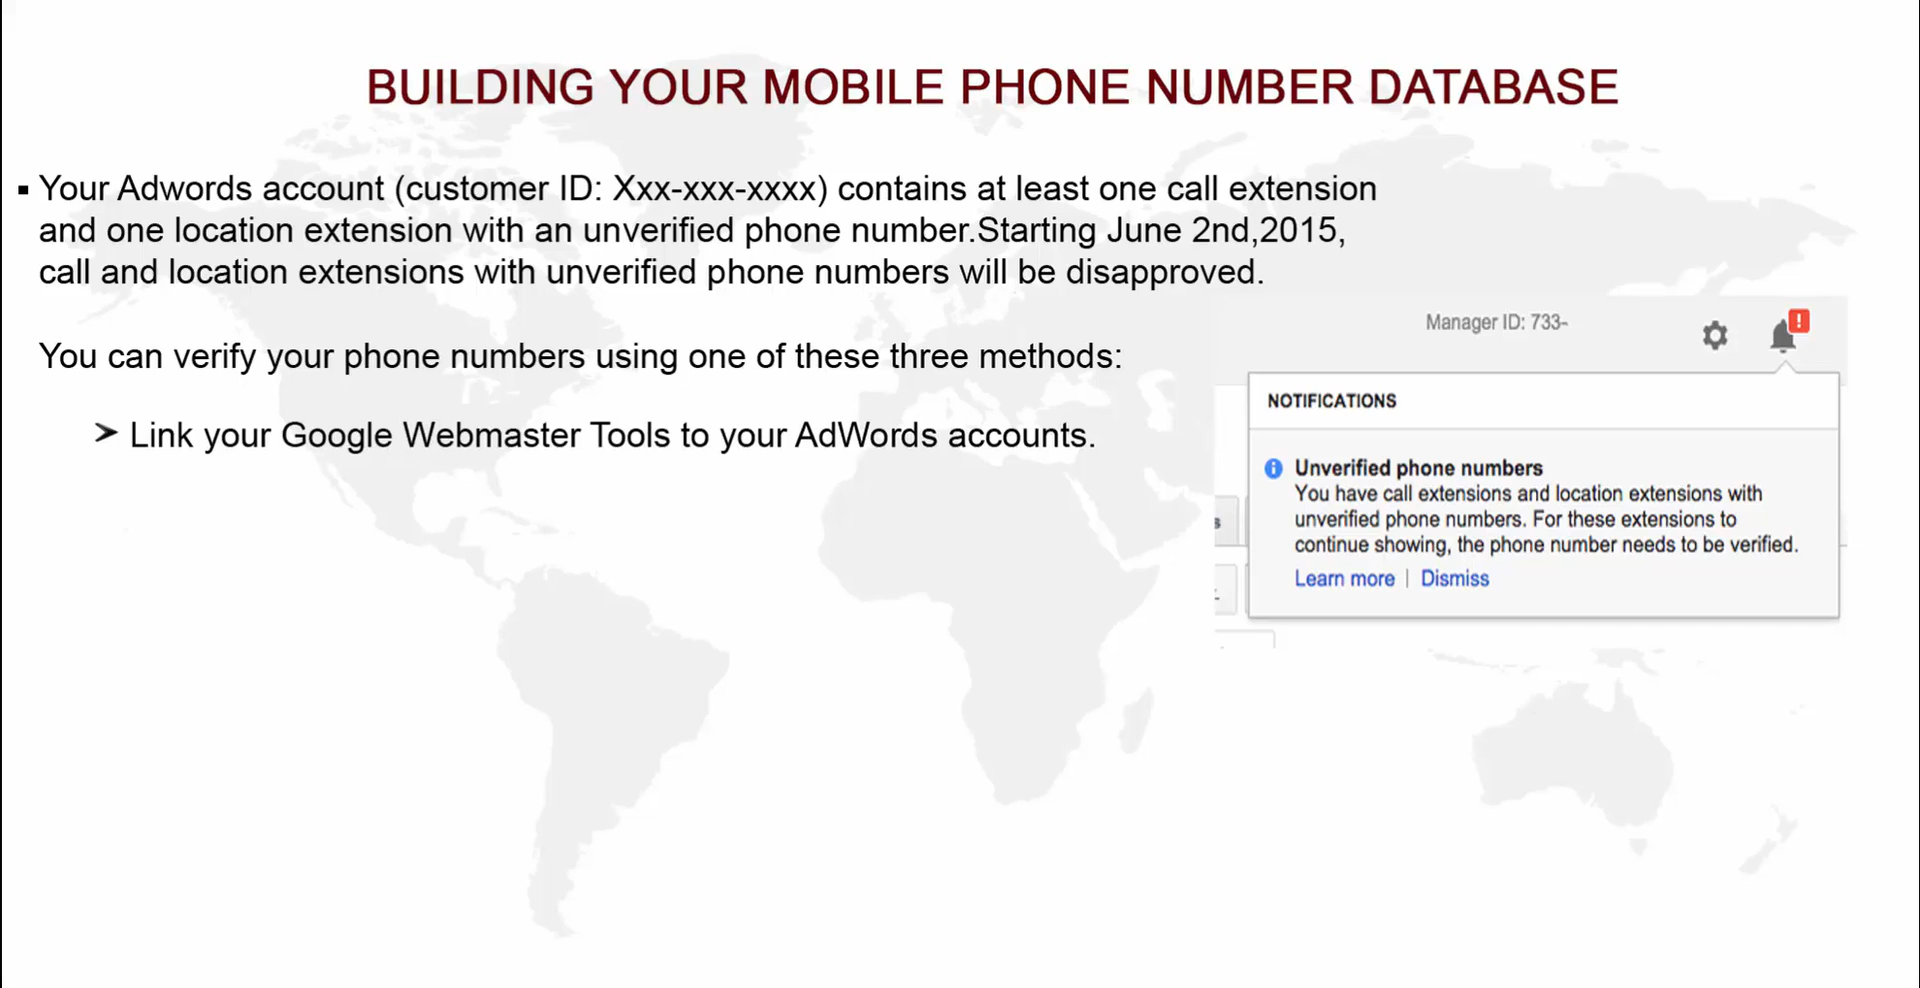 BUILDING YOUR MOBILE PHONE NUMBER DATABASE
Your Adwords account (customer ID: Xxx-xxx-xxxx) contains at least one call extension
and one location extension with an unverified phone number.Starting June 2nd,2015,
call and location extensions with unverified phone numbers will be disapproved.
You can verify your phone numbers using one of these three methods:
Link your Google Webmaster Tools to your AdWords accounts.
Manager ID: 733-
NOTIFICATIONS
Unverified phone numbers
You have call extensions and location extensions with
unverified phone numbers. For these extensions to
continue showing, the phone number needs to be verified.
Learn more | Dismiss